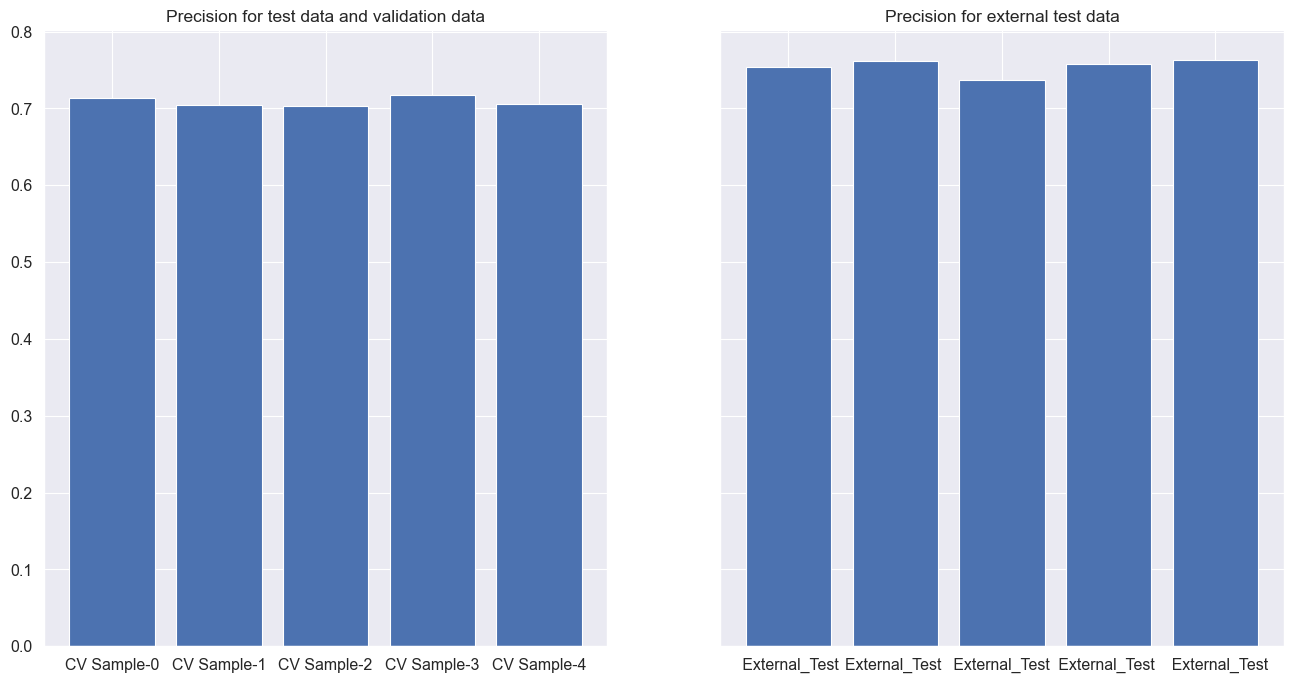 Precision for test data and validation data
Precision for external test data
0.8
0.7
0.6
0.5
0.4
0.3
0.2
0.1
0.0
CV Sample-0 CV Sample-1 CV Sample-2 CV Sample-3 CV Sample-4
External_Test External_Test External_Test External_Test External_Test